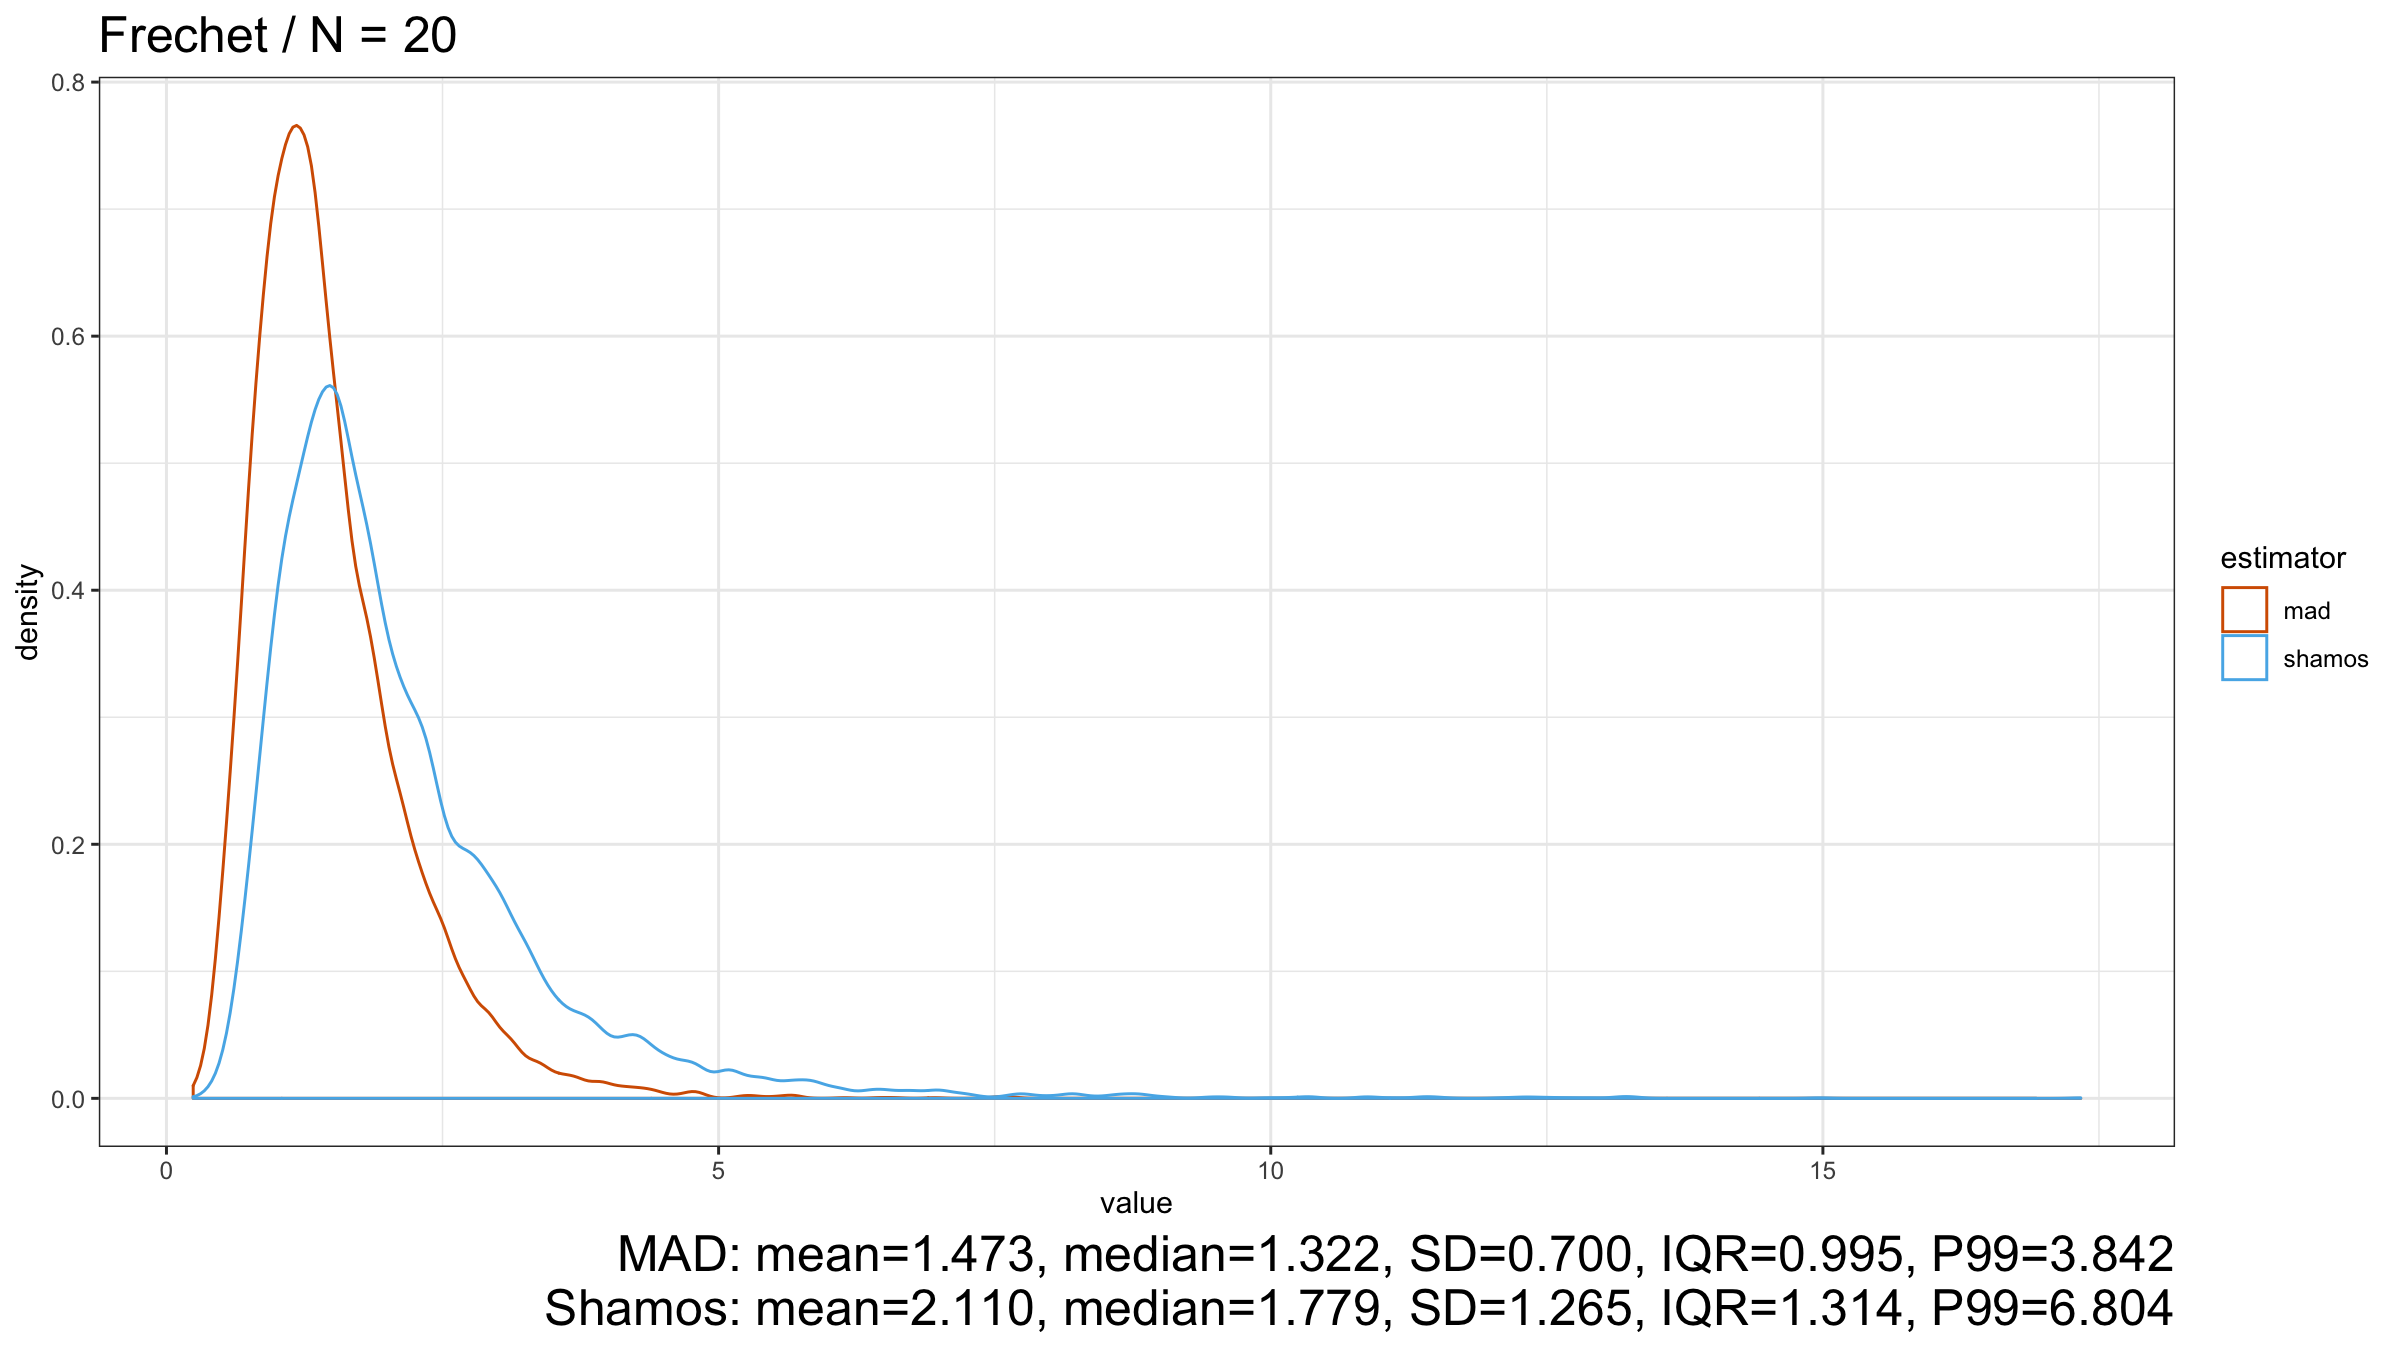 Frechet / N = 20
0.8
0.6
0.4
0.2
0.0
density
0 5 10 15
value
estimator
mad
shamos
MAD: mean=1.473, median=1.322, SD=0.700, IQR=0.995, P99=3.842
Shamos: mean=2.110, median=1.779, SD=1.265, IQR=1.314, P99=6.804